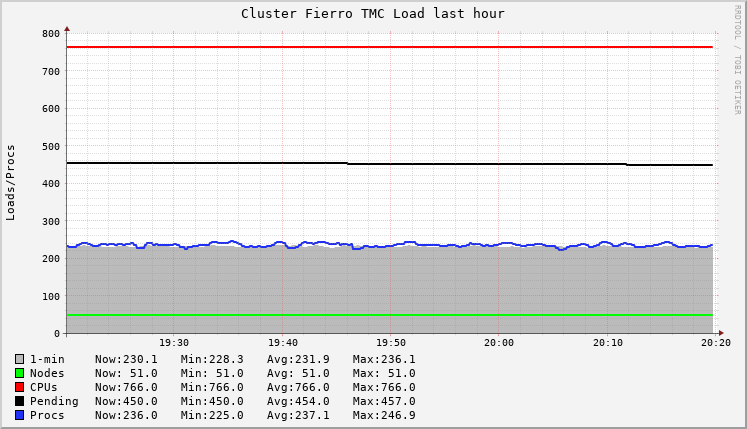 Cluster Fierro TMC Load last hour
RRDTOOL / TOBI OETIKER
Loads/Procs
800
700
600
500
400
300
200
100
0
19:30 19:40 19:50 20:00 20:10 20:20
1-min Now:230.1 Min:228.3 Avg:231.9 Max:236.1
Nodes Now: 51.0 Min: 51.0 Avg: 51.0 Max: 51.0
CPUs Now:766.0 Min:766.0 Avg:766.0 Max:766.0
Pending Now:450.0 Min:450.0 Avg:454.0 Max:457.0
Procs Now:236.0 Min:225.0 Avg:237.1 Max:246.9